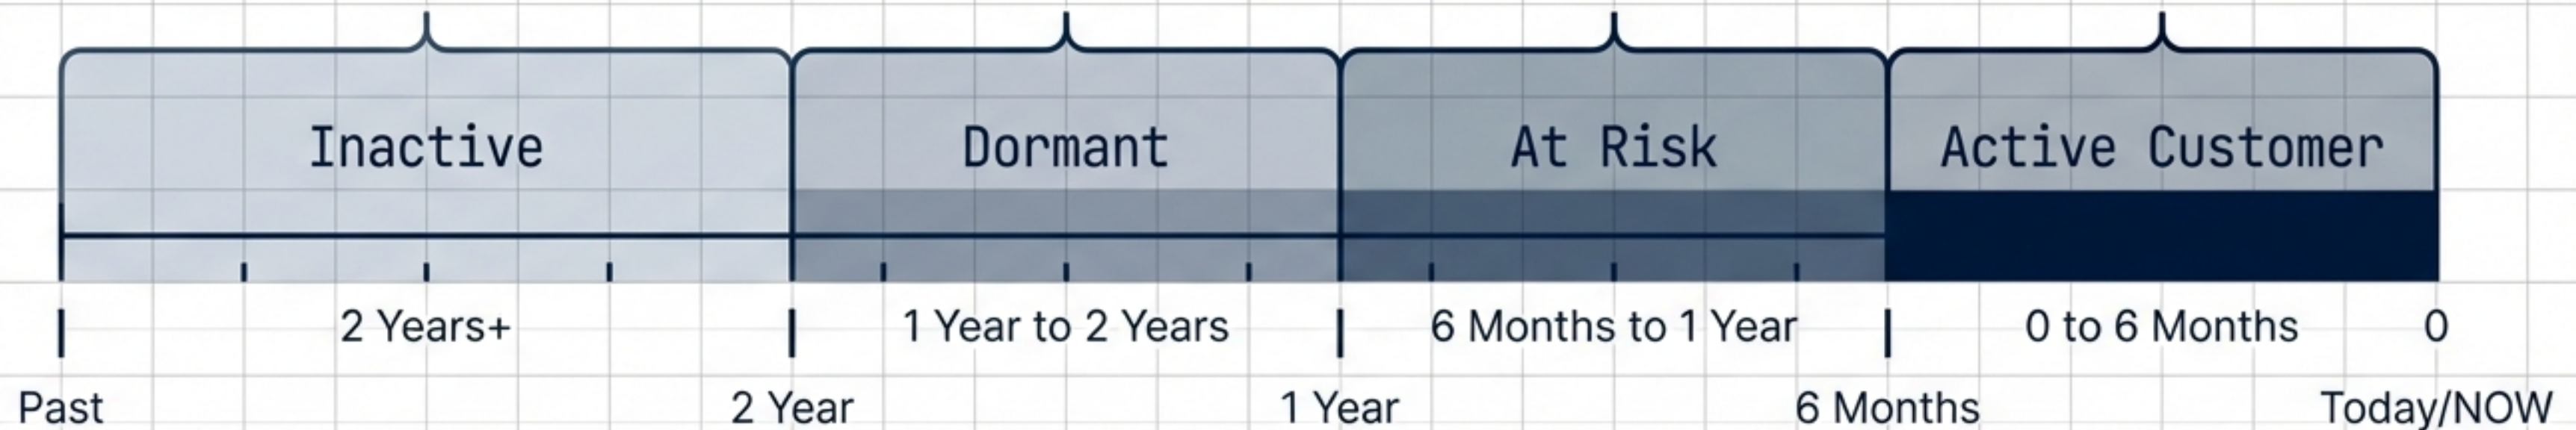 Inactive
Dormant
At Risk
Active Customer
2 Years+
1 Year to 2 Years
6 Months to 1 Year
0 to 6 Months
0
Past
2 Year
1 Year
6 Months
Today/NOW